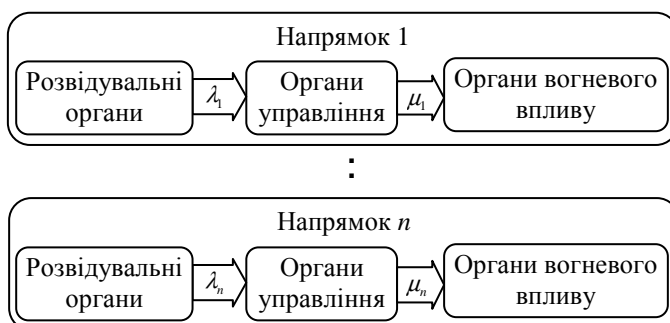 Напрямок 1
Розвідувальні
органи
λ₁
Органи
управління
μ₁
Органи вогневого
впливу
:
Напрямок n
Розвідувальні
органи
λₙ
Органи
управління
μₙ
Органи вогневого
впливу